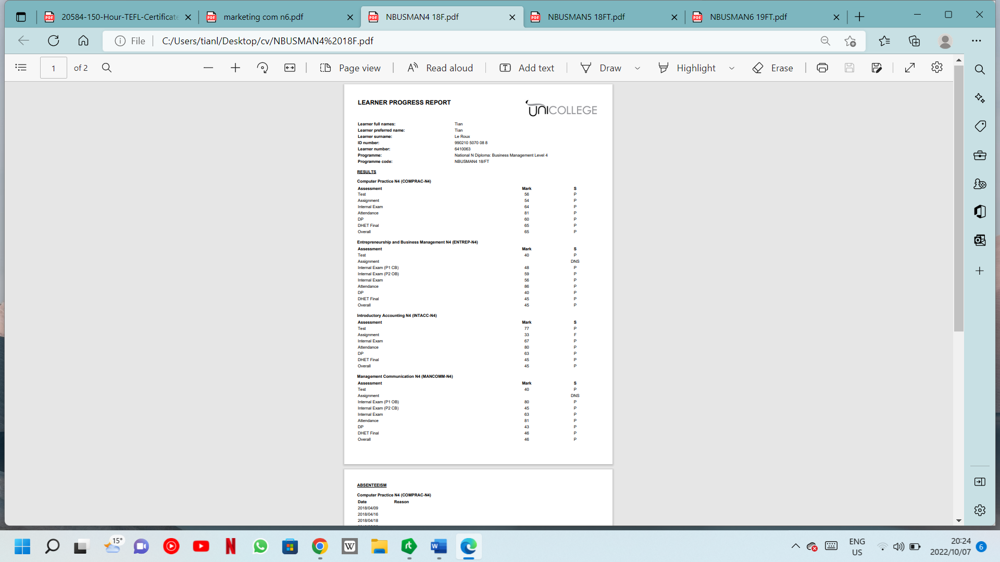 20584-150-Hour-TEFL-Certificate
marketing com n6.pdf
NBUSMAN4 18F.pdf
NBUSMAN5 18FT.pdf
NBUSMAN6 19FT.pdf
File
C:/Users/tianl/Desktop/cv/NBUSMAN4%2018F.pdf
1 of 2
Page view
Read aloud
Add text
Draw
Highlight
Erase
LEARNER PROGRESS REPORT
UNICOLLEGE
Learner full names: Tian
Learner preferred name: Tian
Learner surname: Le Roux
ID number: 990210 5070 08 8
Learner number: 6410063
Programme: National N Diploma: Business Management Level 4
Programme code: NBUSMAN4 18/FT
RESULTS
Computer Practice N4 (COMPRAC-N4)
Assessment Mark S
Test 56 P
Assignment 54 P
Internal Exam 64 P
Attendance 81 P
DP 60 P
DHET Final 65 P
Overall 65 P
Entrepreneurship and Business Management N4 (ENTREP-N4)
Assessment Mark S
Test 40 P
Assignment DNS
Internal Exam (P1 CB) 48 P
Internal Exam (P2 OB) 59 P
Internal Exam 56 P
Attendance 86 P
DP 40 P
DHET Final 45 P
Overall 45 P
Introductory Accounting N4 (INTACC-N4)
Assessment Mark S
Test 77 P
Assignment 33 F
Internal Exam 67 P
Attendance 80 P
DP 63 P
DHET Final 45 P
Overall 45 P
Management Communication N4 (MANCOMM-N4)
Assessment Mark S
Test 40 P
Assignment DNS
Internal Exam (P1 OB) 80 P
Internal Exam (P2 CB) 45 P
Internal Exam 63 P
Attendance 81 P
DP 43 P
DHET Final 46 P
Overall 46 P
ABSENTEEISM
Computer Practice N4 (COMPRAC-N4)
Date Reason
2018/04/09
2018/04/16
2018/04/18
15°
ENG
US
20:24
2022/10/07
6